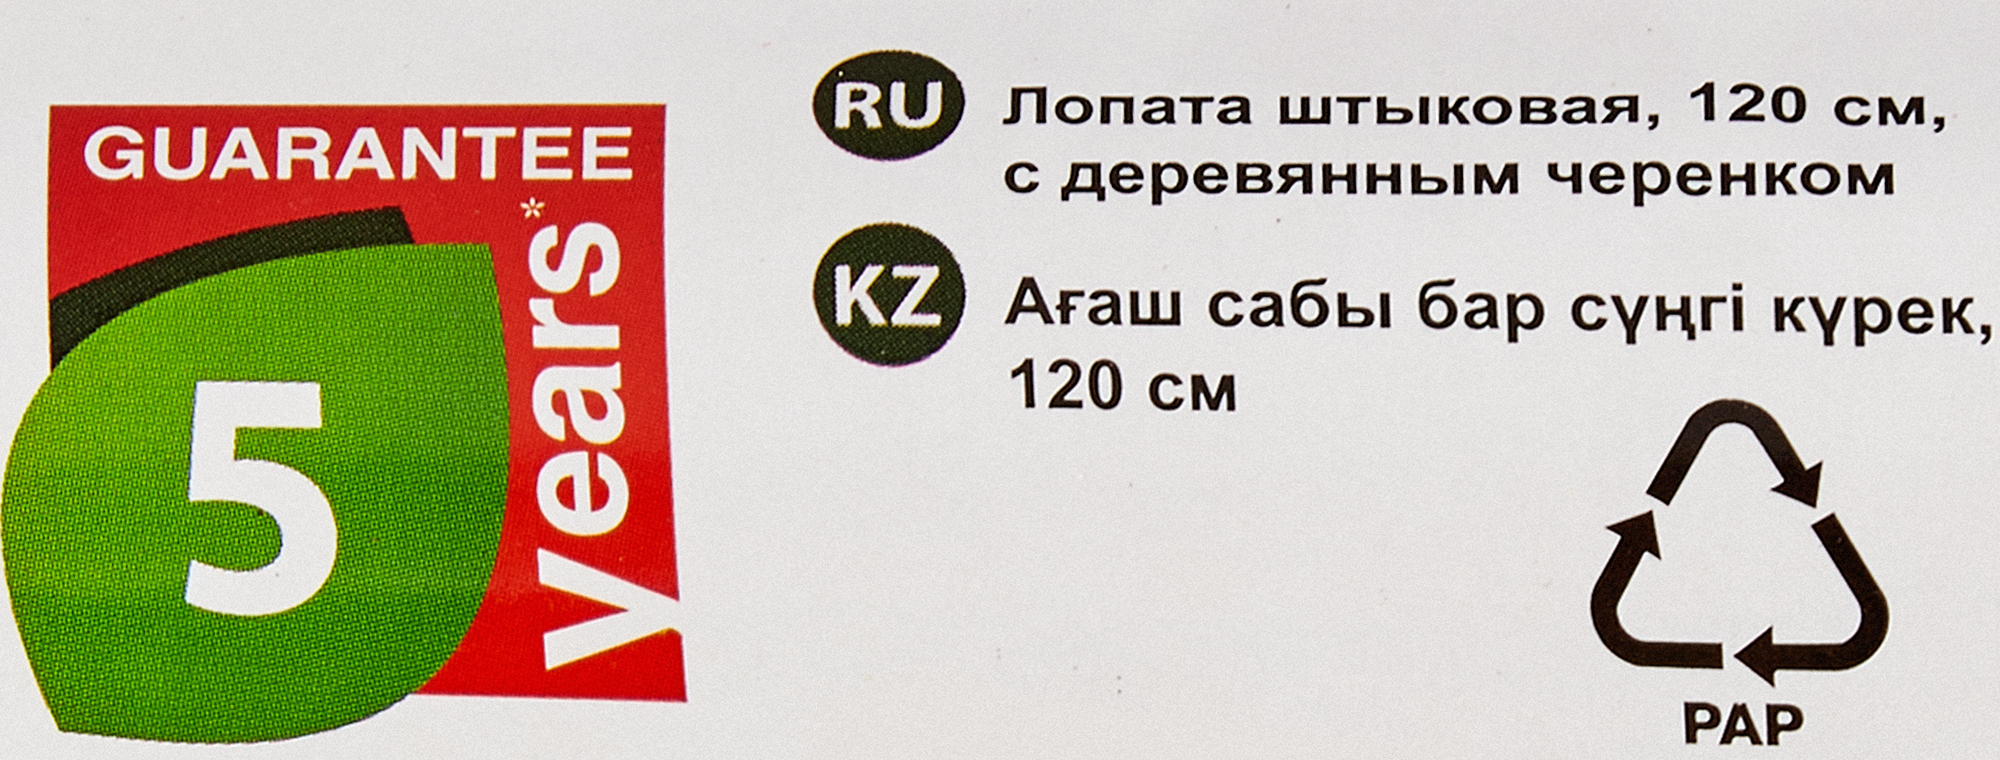 GUARANTEE
5 years*
RU Лопата штыковая, 120 см,
с деревянным черенком
KZ Ағаш сабы бар сүңгі күрек,
120 см
PAP